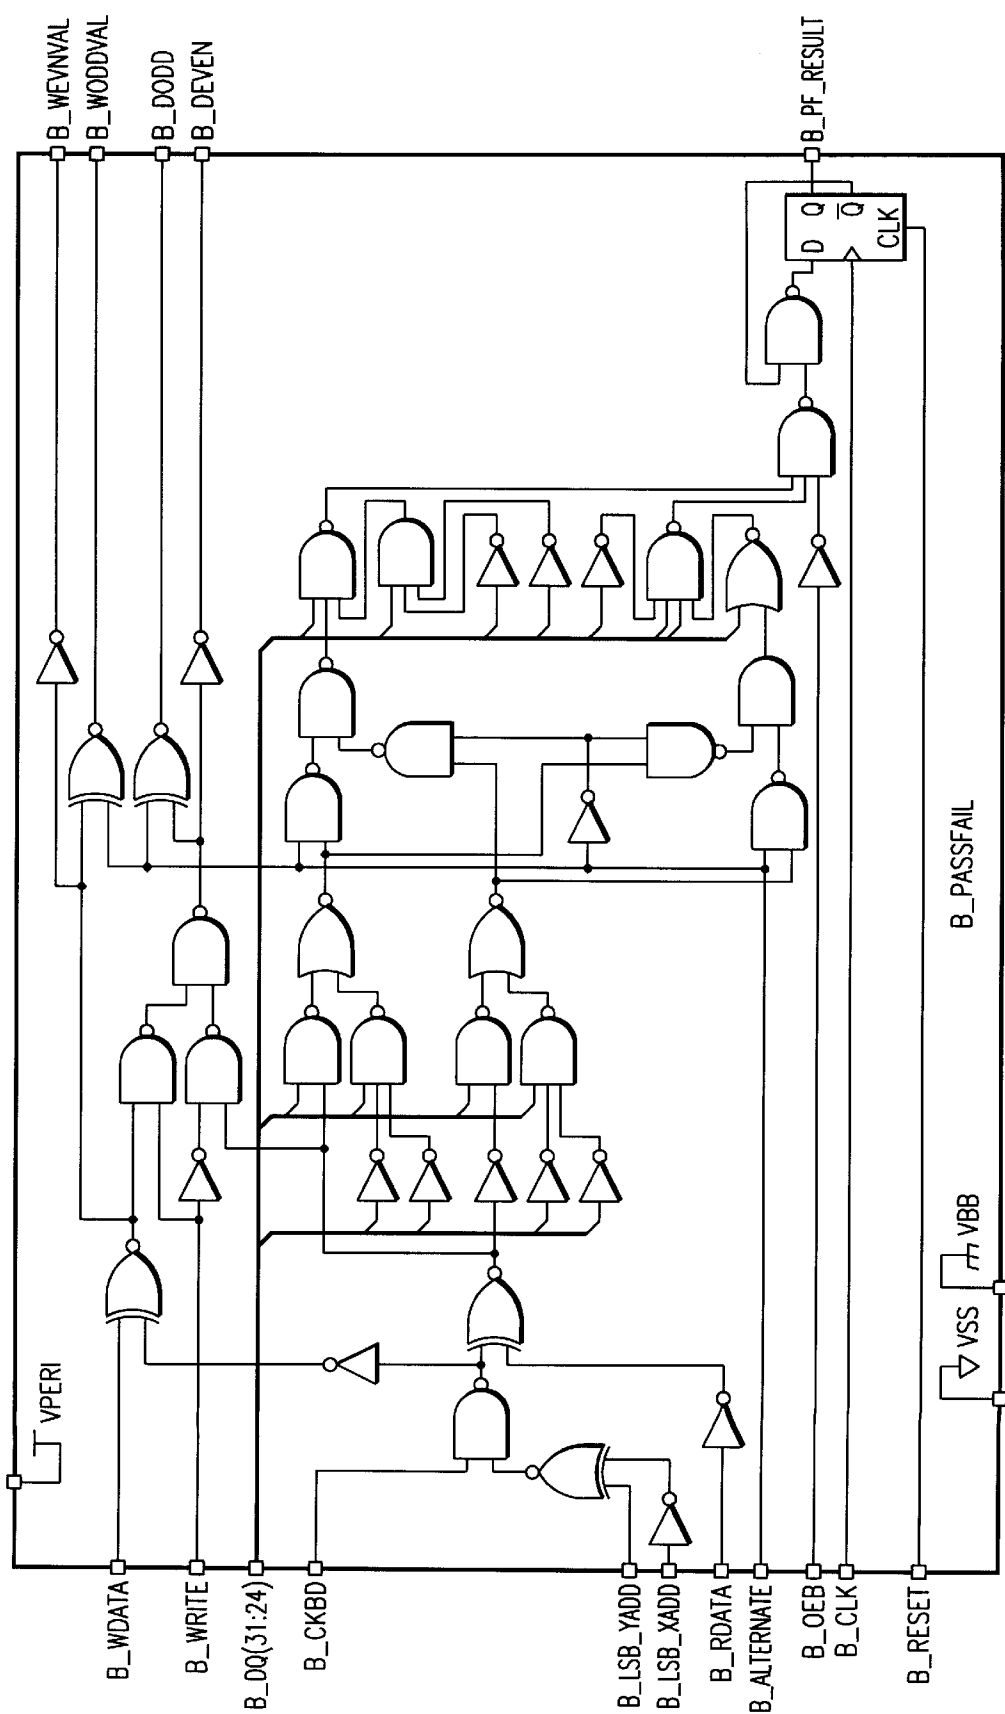 B_WEVNVAL
B_WODDVAL
B_DODD
B_DEVEN
B_PF_RESULT
D Q
Q
CLK
B_PASSFAIL
VPERI
VSS
VBB
B_WDATA
B_WRITE
B_DQ(31:24)
B_CKBD
B_LSB_YADD
B_LSB_XADD
B_RDATA
B_ALTERNATE
B_OEB
B_CLK
B_RESET